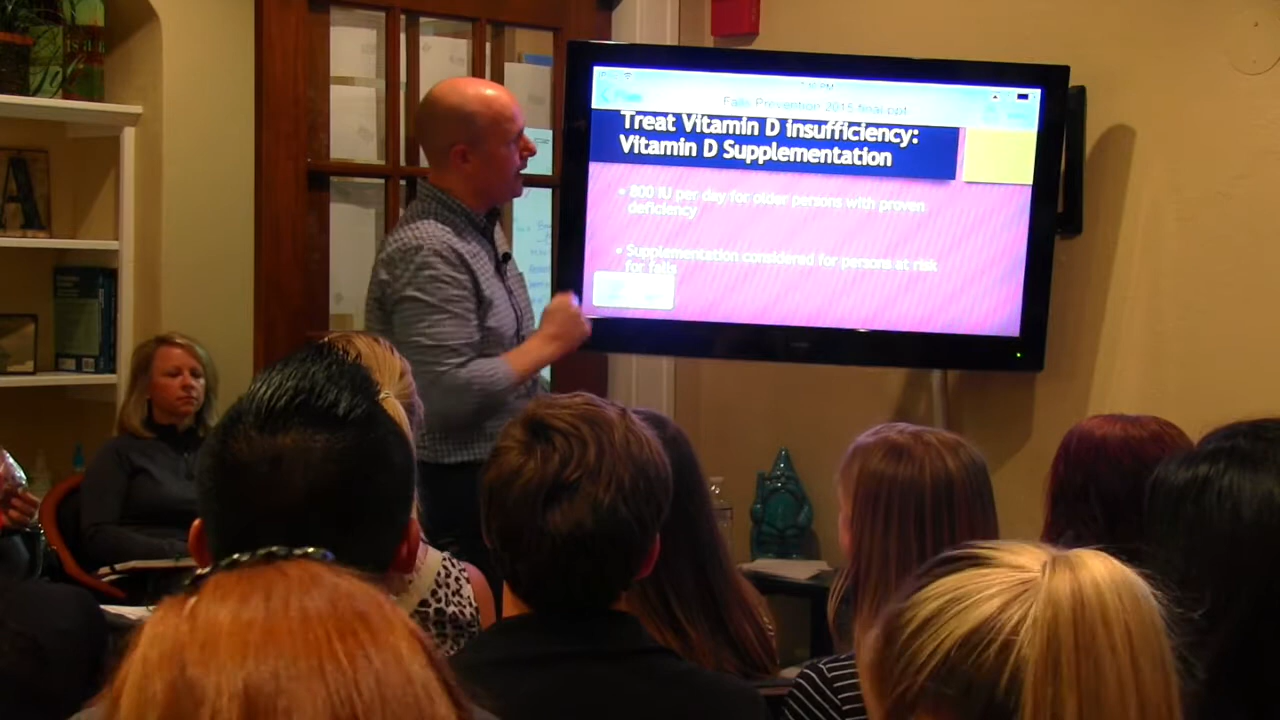 Falls Prevention 2015 final.ppt
Treat Vitamin D insufficiency:
Vitamin D Supplementation
• 800 IU per day for older persons with proven
deficiency
• Supplementation considered for persons at risk
for falls
A